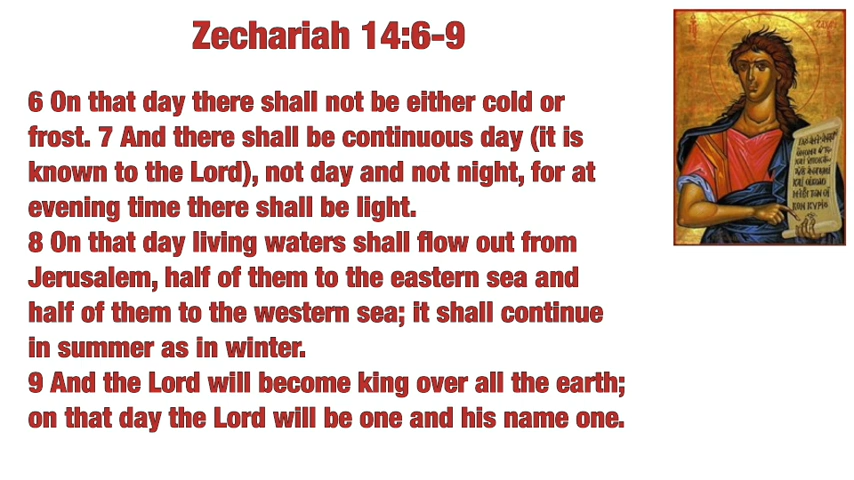 Zechariah 14:6-9
6 On that day there shall not be either cold or
frost. 7 And there shall be continuous day (it is
known to the Lord), not day and not night, for at
evening time there shall be light.
8 On that day living waters shall flow out from
Jerusalem, half of them to the eastern sea and
half of them to the western sea; it shall continue
in summer as in winter.
9 And the Lord will become king over all the earth;
on that day the Lord will be one and his name one.